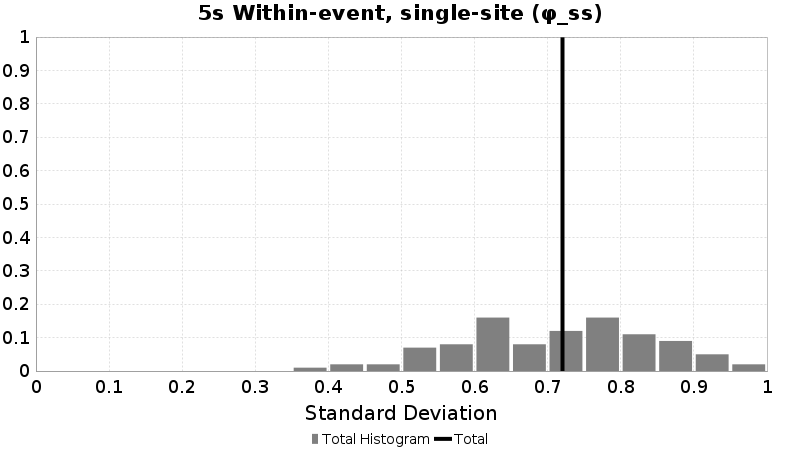 5s Within-event, single-site (φ_ss)
1
0.9
0.8
0.7
0.6
0.5
0.4
0.3
0.2
0.1
0
0 0.1 0.2 0.3 0.4 0.5 0.6 0.7 0.8 0.9 1
Standard Deviation
Total Histogram Total